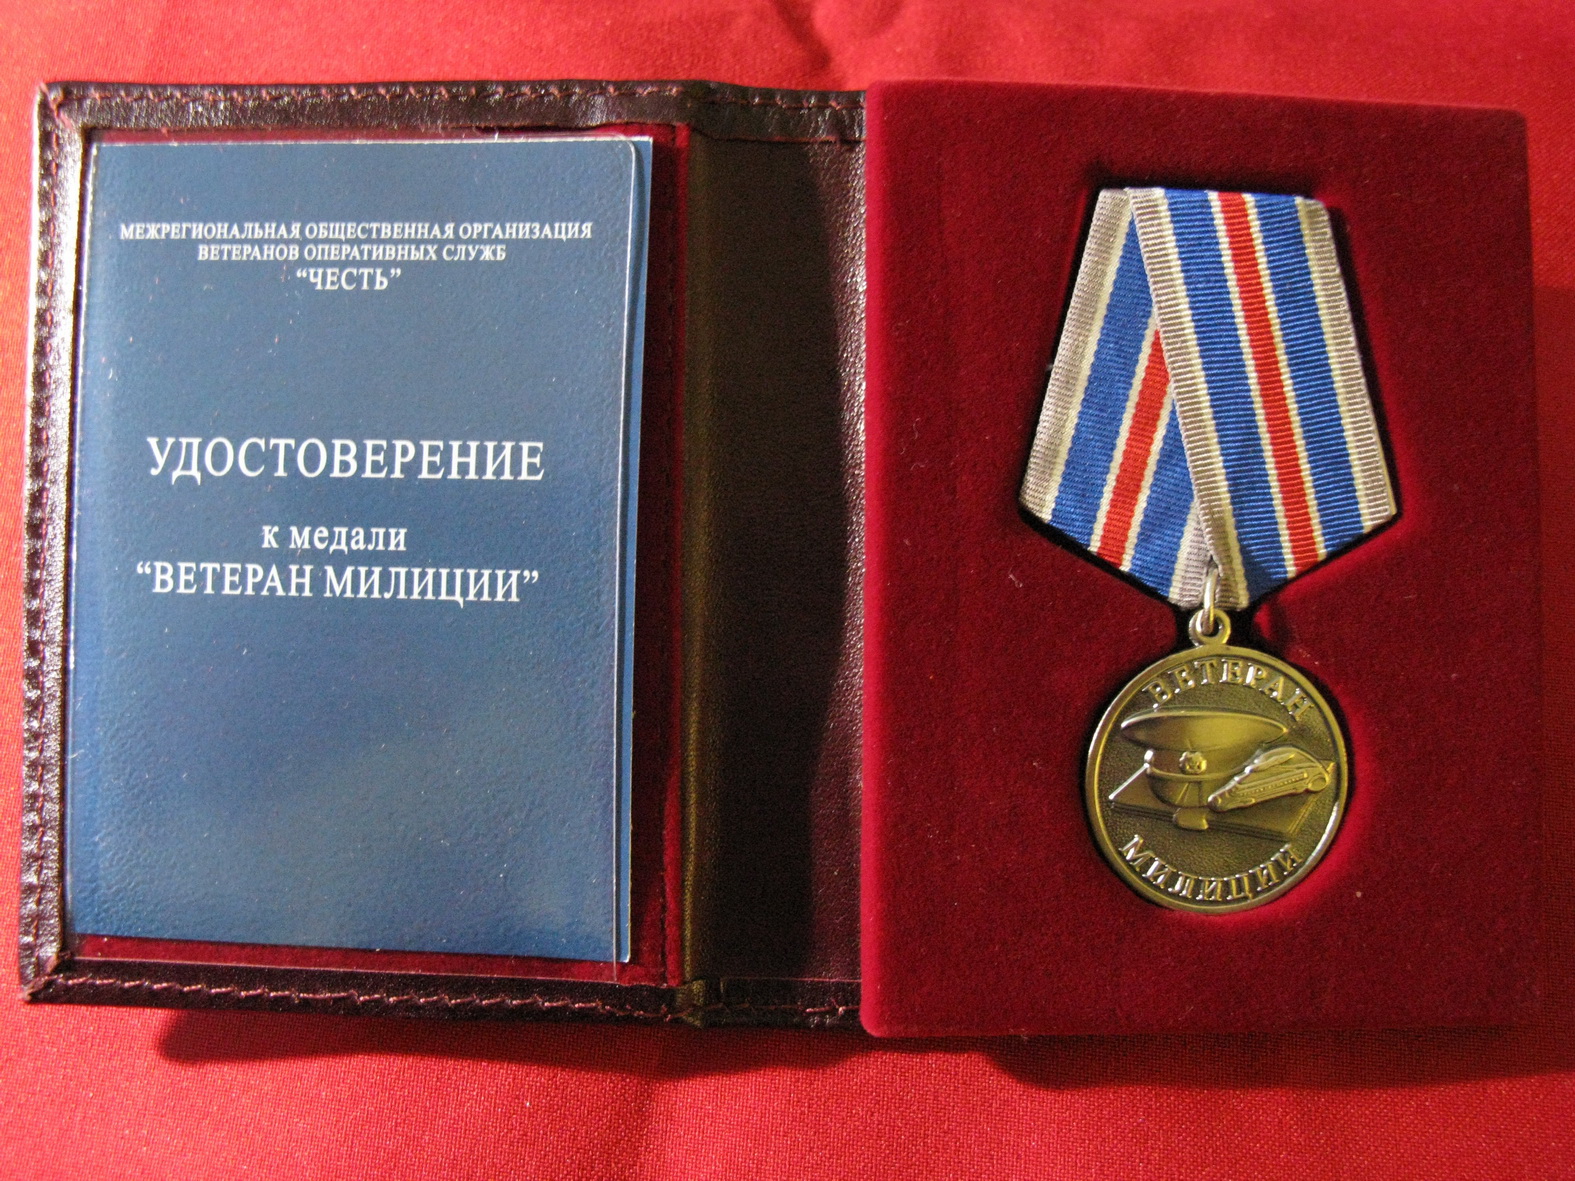 МЕЖРЕГИОНАЛЬНАЯ ОБЩЕСТВЕННАЯ ОРГАНИЗАЦИЯ
ВЕТЕРАНОВ ОПЕРАТИВНЫХ СЛУЖБ
“ЧЕСТЬ”
УДОСТОВЕРЕНИЕ
к медали
“ВЕТЕРАН МИЛИЦИИ”
ВЕТЕРАН
МИЛИЦИИ